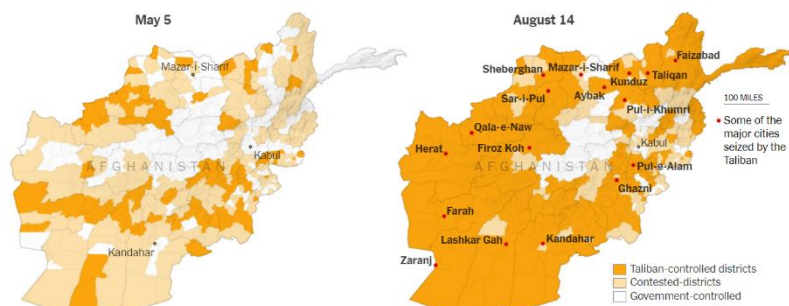 May 5
Mazar-i-Sharif
Kabul
AFGHANISTAN
Kandahar
August 14
Faizabad
Sheberghan
Mazar-i-Sharif
Kunduz
Taliqan
Sar-i-Pul
Aybak
Pul-i-Khumri
Qala-e-Naw
Kabul
Herat
Firoz Koh
AFGHANISTAN
Pul-e-Alam
Ghazni
Farah
Lashkar Gah
Kandahar
Zaranj
100 MILES
Some of the
major cities
seized by the
Taliban
Taliban-controlled districts
Contested-districts
Government-controlled